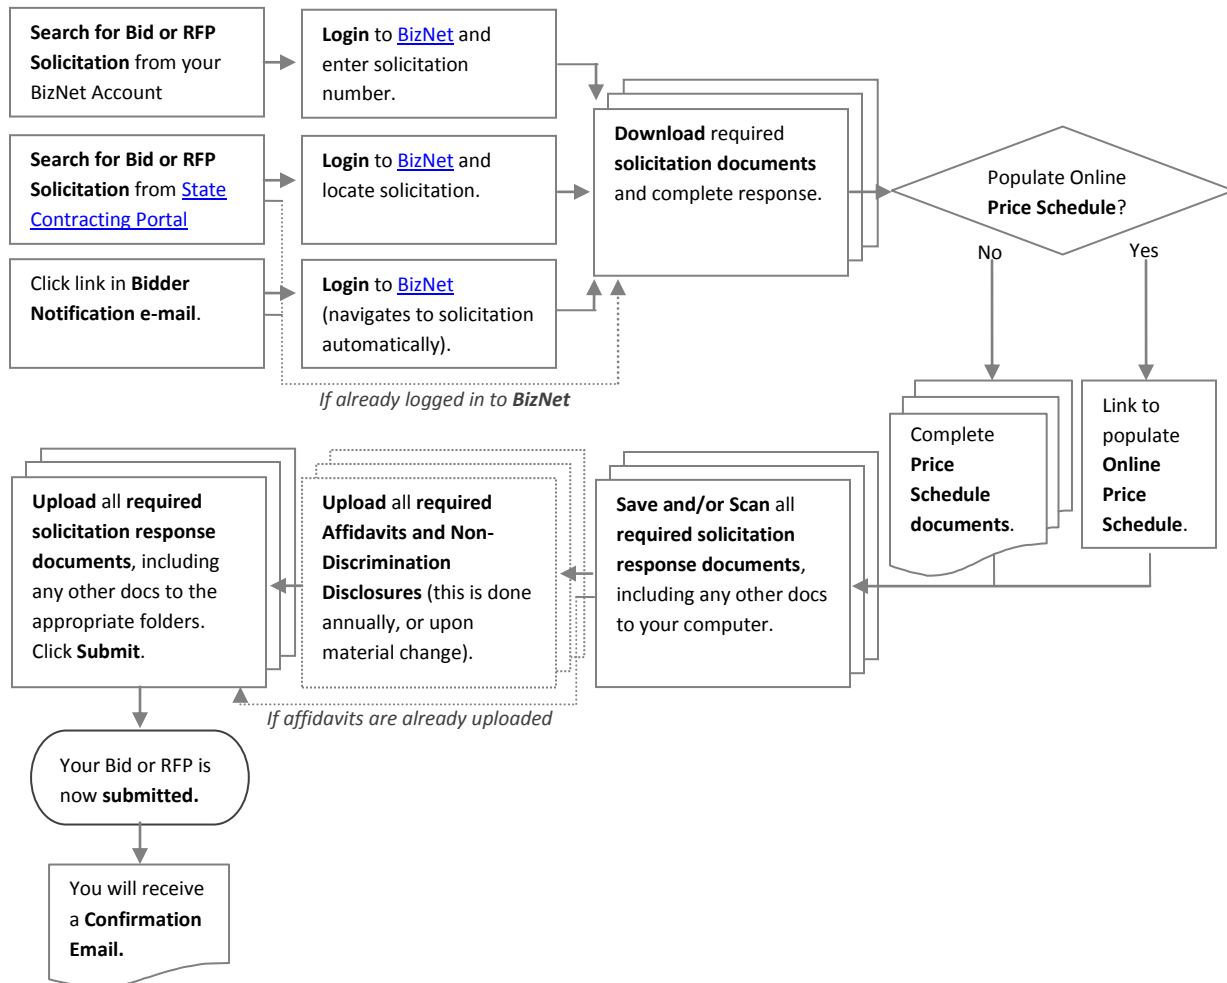 Search for Bid or RFP
Solicitation from your
BizNet Account
Login to BizNet and
enter solicitation
number.
Search for Bid or RFP
Solicitation from State
Contracting Portal
Login to BizNet and
locate solicitation.
Click link in Bidder
Notification e-mail.
Login to BizNet
(navigates to solicitation
automatically).
If already logged in to BizNet
Download required
solicitation documents
and complete response.
Populate Online
Price Schedule?
No
Yes
Complete
Price
Schedule
documents.
Link to
populate
Online
Price
Schedule.
Save and/or Scan all
required solicitation
response documents,
including any other docs
to your computer.
Upload all required
Affidavits and Non-
Discrimination
Disclosures (this is done
annually, or upon
material change).
If affidavits are already uploaded
Upload all required
solicitation response
documents, including
any other docs to the
appropriate folders.
Click Submit.
Your Bid or RFP is
now submitted.
You will receive
a Confirmation
Email.